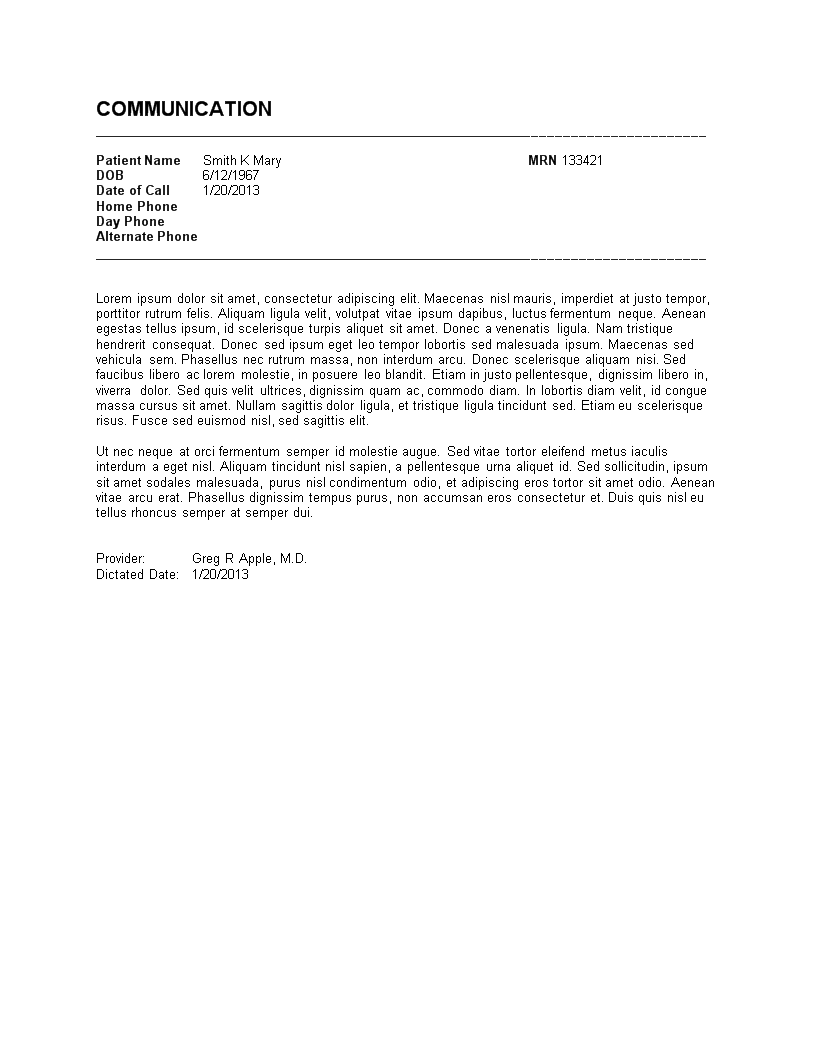 COMMUNICATION
Patient Name Smith K Mary MRN 133421
DOB 6/12/1967
Date of Call 1/20/2013
Home Phone
Day Phone
Alternate Phone
Lorem ipsum dolor sit amet, consectetur adipiscing elit. Maecenas nisl mauris, imperdiet at justo tempor,
porttitor rutrum felis. Aliquam ligula velit, volutpat vitae ipsum dapibus, luctus fermentum neque. Aenean
egestas tellus ipsum, id scelerisque turpis aliquet sit amet. Donec a venenatis ligula. Nam tristique
hendrerit consequat. Donec sed ipsum eget leo tempor lobortis sed malesuada ipsum. Maecenas sed
vehicula sem. Phasellus nec rutrum massa, non interdum arcu. Donec scelerisque aliquam nisi. Sed
faucibus libero ac lorem molestie, in posuere leo blandit. Etiam in justo pellentesque, dignissim libero in,
viverra dolor. Sed quis velit ultrices, dignissim quam ac, commodo diam. In lobortis diam velit, id congue
massa cursus sit amet. Nullam sagittis dolor ligula, et tristique ligula tincidunt sed. Etiam eu scelerisque
risus. Fusce sed euismod nisl, sed sagittis elit.
Ut nec neque at orci fermentum semper id molestie augue. Sed vitae tortor eleifend metus iaculis
interdum a eget nisl. Aliquam tincidunt nisl sapien, a pellentesque urna aliquet id. Sed sollicitudin, ipsum
sit amet sodales malesuada, purus nisl condimentum odio, et adipiscing eros tortor sit amet odio. Aenean
vitae arcu erat. Phasellus dignissim tempus purus, non accumsan eros consectetur et. Duis quis nisl eu
tellus rhoncus semper at semper dui.
Provider: Greg R Apple, M.D.
Dictated Date: 1/20/2013